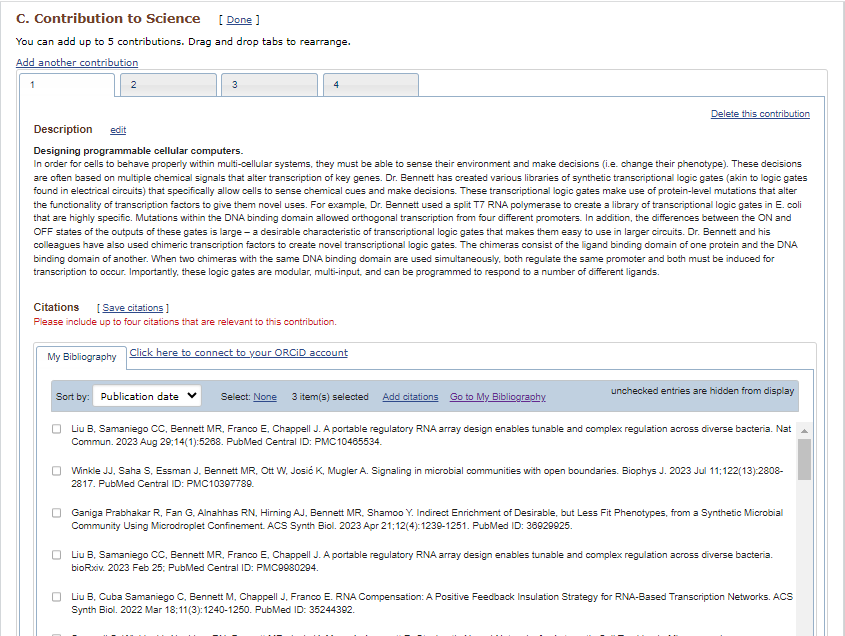 C. Contribution to Science [ Done ]
You can add up to 5 contributions. Drag and drop tabs to rearrange.
Add another contribution
1 2 3 4
Delete this contribution
Description edit
Designing programmable cellular computers.
In order for cells to behave properly within multi-cellular systems, they must be able to sense their environment and make decisions (i.e. change their phenotype). These decisions
are often based on multiple chemical signals that alter transcription of key genes. Dr. Bennett has created various libraries of synthetic transcriptional logic gates (akin to logic gates
found in electrical circuits) that specifically allow cells to sense chemical cues and make decisions. These transcriptional logic gates make use of protein-level mutations that alter
the functionality of transcription factors to give them novel uses. For example, Dr. Bennett used a split T7 RNA polymerase to create a library of transcriptional logic gates in E. coli
that are highly specific. Mutations within the DNA binding domain allowed orthogonal transcription from four different promoters. In addition, the differences between the ON and
OFF states of the outputs of these gates is large – a desirable characteristic of transcriptional logic gates that makes them easy to use in larger circuits. Dr. Bennett and his
colleagues have also used chimeric transcription factors to create novel transcriptional logic gates. The chimeras consist of the ligand binding domain of one protein and the DNA
binding domain of another. When two chimeras with the same DNA binding domain are used simultaneously, both regulate the same promoter and both must be induced for
transcription to occur. Importantly, these logic gates are modular, multi-input, and can be programmed to respond to a number of different ligands.
Citations [ Save citations ]
Please include up to four citations that are relevant to this contribution.
My Bibliography Click here to connect to your ORCiD account
Sort by: Publication date Select: None 3 item(s) selected Add citations Go to My Bibliography unchecked entries are hidden from display
Liu B, Samaniego CC, Bennett MR, Franco E, Chappell J. A portable regulatory RNA array design enables tunable and complex regulation across diverse bacteria. Nat
Commun. 2023 Aug 29;14(1):5268. PubMed Central ID: PMC10465534.
Winkle JJ, Saha S, Essman J, Bennett MR, Ott W, Josić K, Mugler A. Signaling in microbial communities with open boundaries. Biophys J. 2023 Jul 11;122(13):2808-
2817. PubMed Central ID: PMC10397789.
Ganiga Prabhakar R, Fan G, Alnahhas RN, Hirning AJ, Bennett MR, Shamoo Y. Indirect Enrichment of Desirable, but Less Fit Phenotypes, from a Synthetic Microbial
Community Using Microdroplet Confinement. ACS Synth Biol. 2023 Apr 21;12(4):1239-1251. PubMed ID: 36929925.
Liu B, Samaniego CC, Bennett MR, Franco E, Chappell J. A portable regulatory RNA array design enables tunable and complex regulation across diverse bacteria.
bioRxiv. 2023 Feb 25; PubMed Central ID: PMC9980294.
Liu B, Cuba Samaniego C, Bennett M, Chappell J, Franco E. RNA Compensation: A Positive Feedback Insulation Strategy for RNA-Based Transcription Networks. ACS
Synth Biol. 2022 Mar 18;11(3):1240-1250. PubMed ID: 35244392.